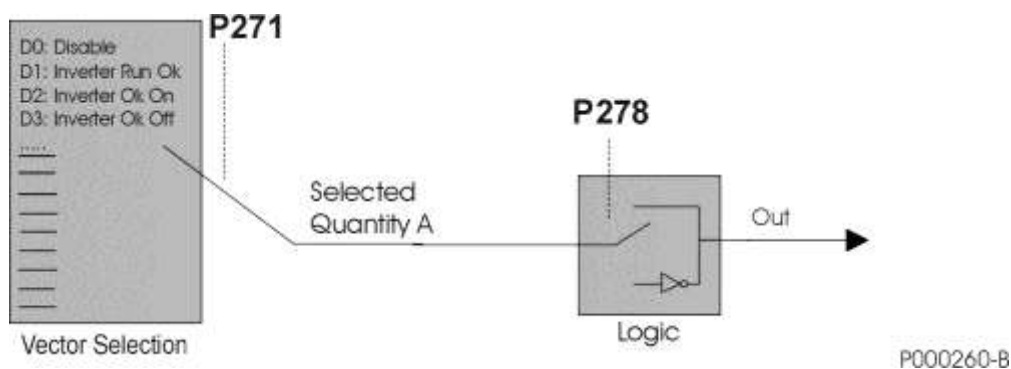 P271
D0: Disable
D1: Inverter Run Ok
D2: Inverter Ok On
D3: Inverter Ok Off
.....
P278
Selected
Quantity A
Out
Logic
Vector Selection
P000260-B